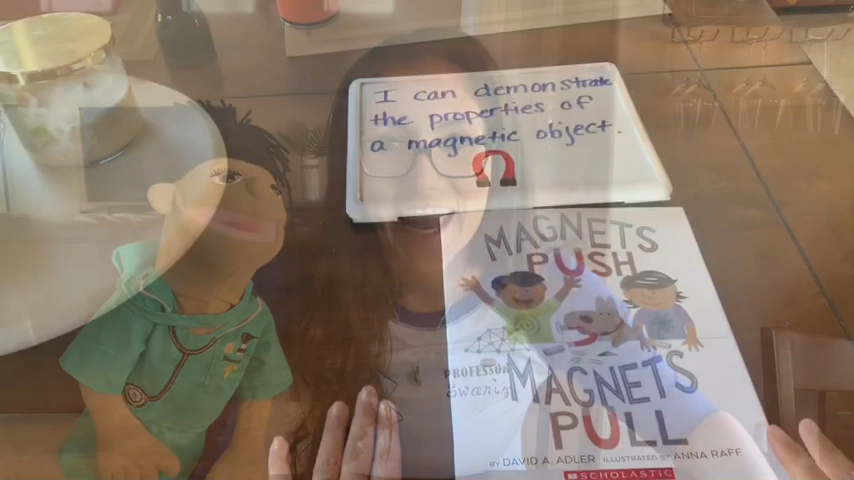 I can demonstrate
the properties of
a magnetic object.
MAGNETS
PUSH
PROFESSOR
MAGNETS
PULL
BY DAVID A. ADLER ILLUSTRATED BY ANNA RAFF
SCHOLASTIC